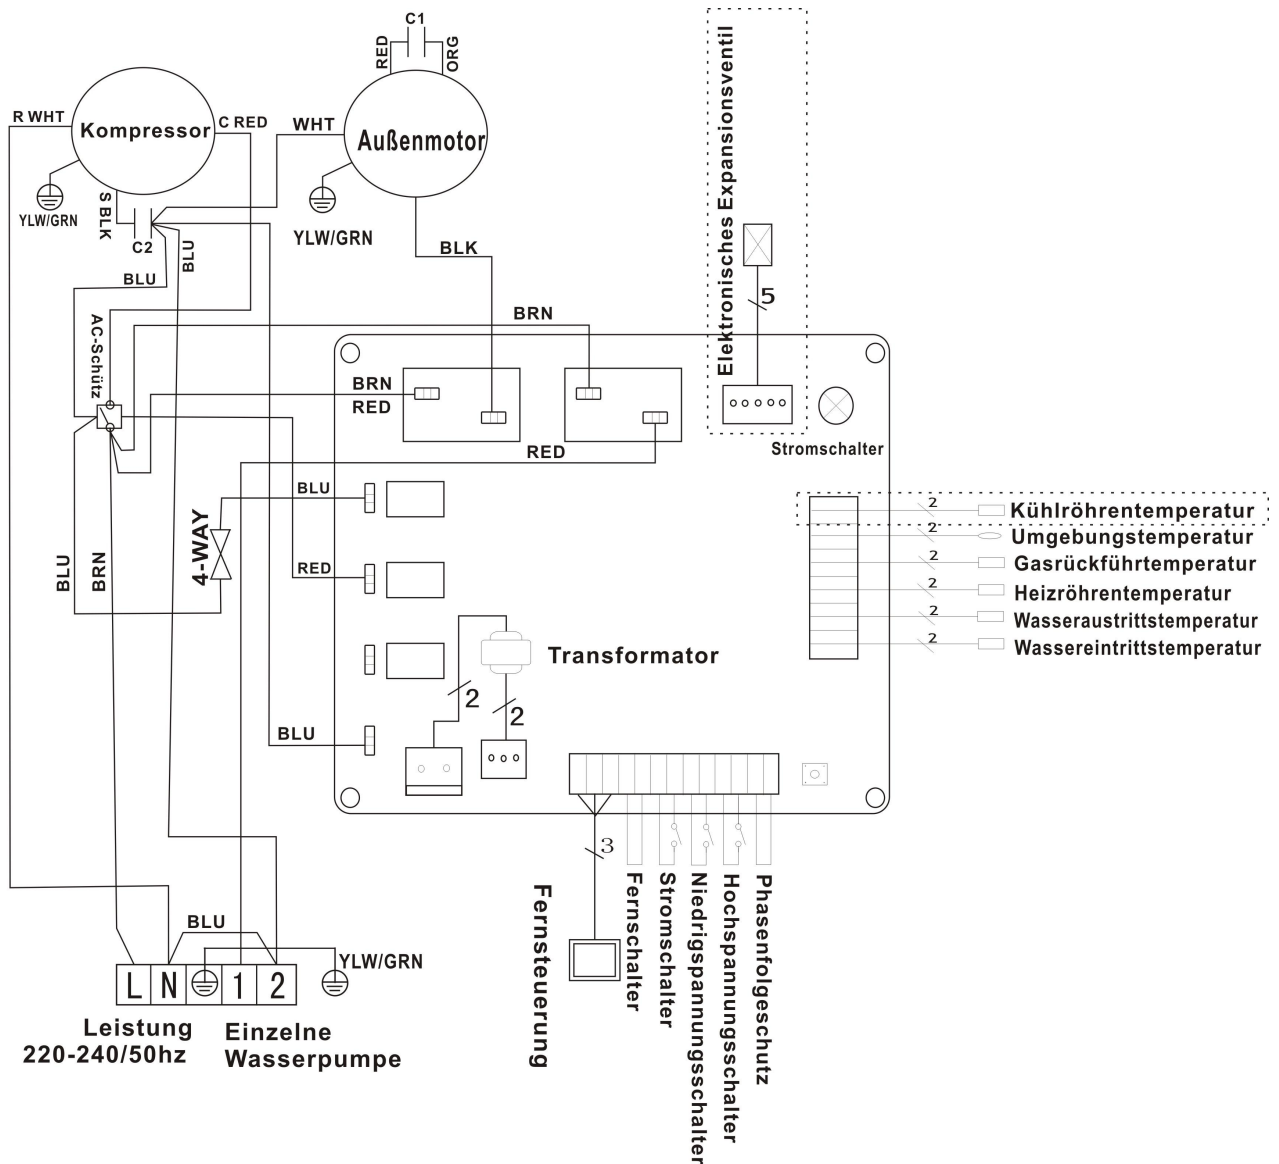 C1
RED
ORG
R WHT
Kompressor
C RED
WHT
Außenmotor
Elektronisches Expansionsventil
YLW/GRN
S BLK
C2
BLU
YLW/GRN
BLK
BLU
5
BRN
AC-Schütz
BRN
RED
RED
Stromschalter
BLU
4-WAY
BLU
BRN
RED
2
Kühlröhrentemperatur
2
Umgebungstemperatur
2
Gasrückführtemperatur
2
Heizröhrentemperatur
2
Wasseraustrittstemperatur
2
Wassereintrittstemperatur
Transformator
2
2
BLU
3
Fernsteuerung
Fernschalter
Stromschalter
Niedrigspannungsschalter
Hochspannungsschalter
Phasenfolgeschutz
BLU
YLW/GRN
L N 1 2
Leistung
220-240/50hz
Einzelne
Wasserpumpe